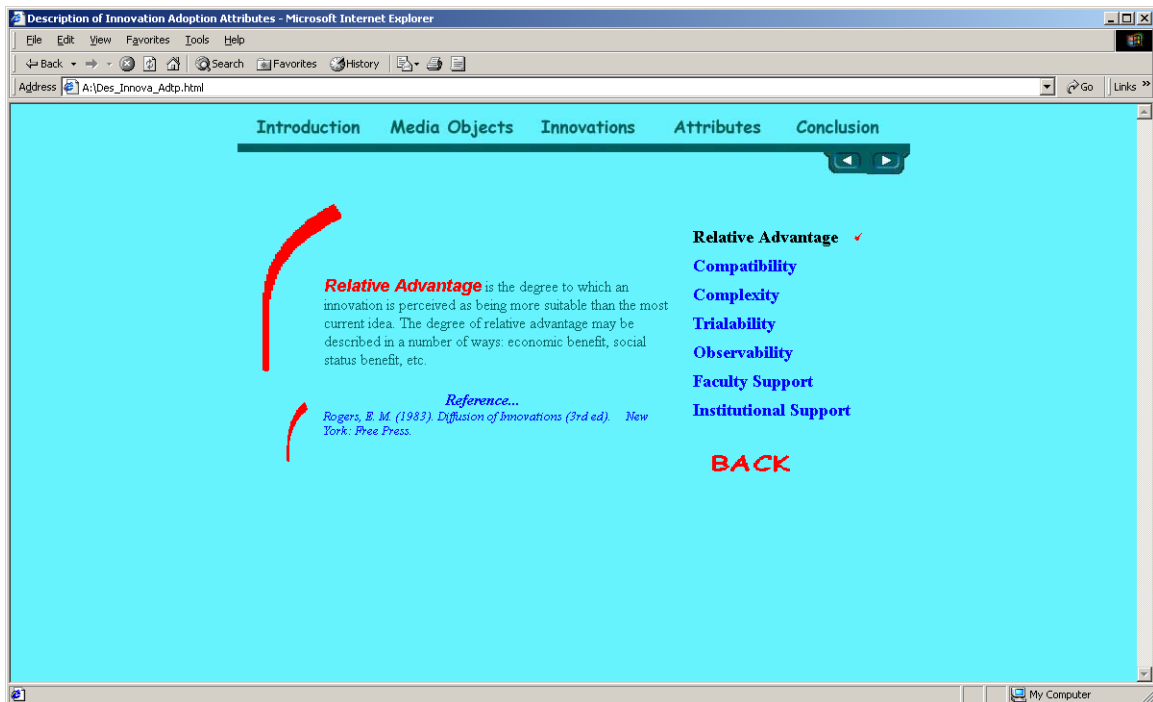 Description of Innovation Adoption Attributes - Microsoft Internet Explorer
File Edit View Favorites Tools Help
Back Search Favorites History
Address A:\Des_Innova_Adtp.html Go Links »
Introduction Media Objects Innovations Attributes Conclusion
Relative Advantage is the degree to which an
innovation is perceived as being more suitable than the most
current idea. The degree of relative advantage may be
described in a number of ways: economic benefit, social
status benefit, etc.
Reference...
Rogers, E. M. (1983). Diffusion of Innovations (3rd ed). New
York: Free Press.
Relative Advantage
Compatibility
Complexity
Trialability
Observability
Faculty Support
Institutional Support
BACK
My Computer